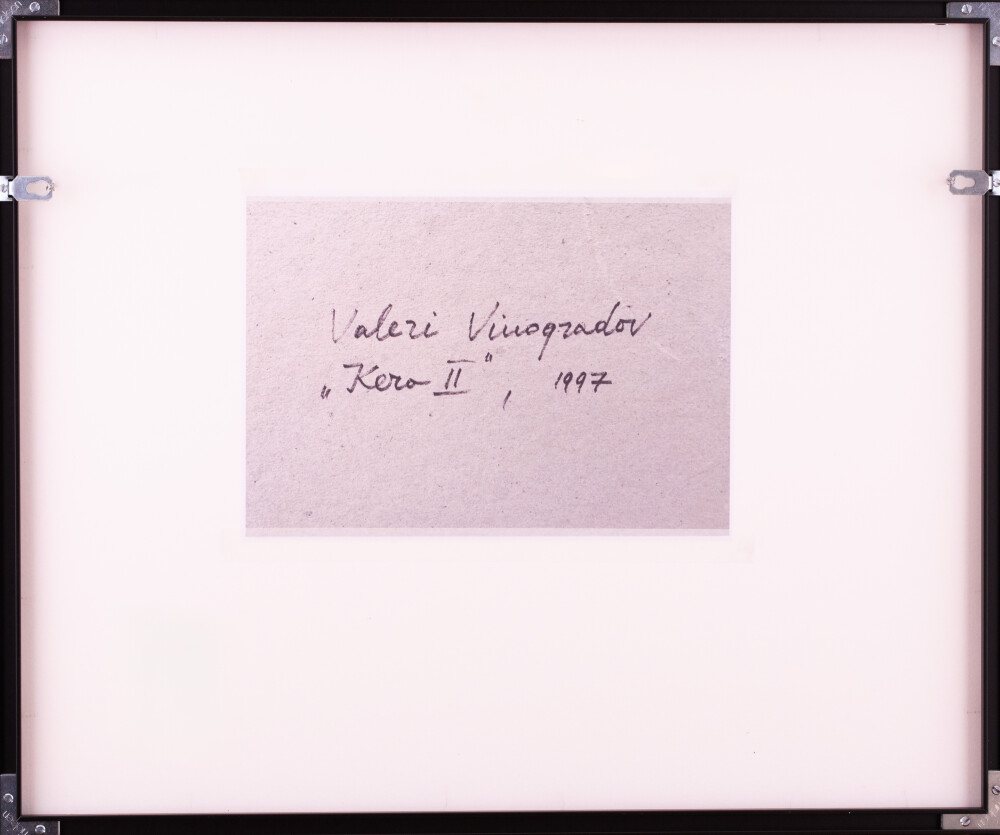 Valeri Vinogradov
„Kero II", 1997